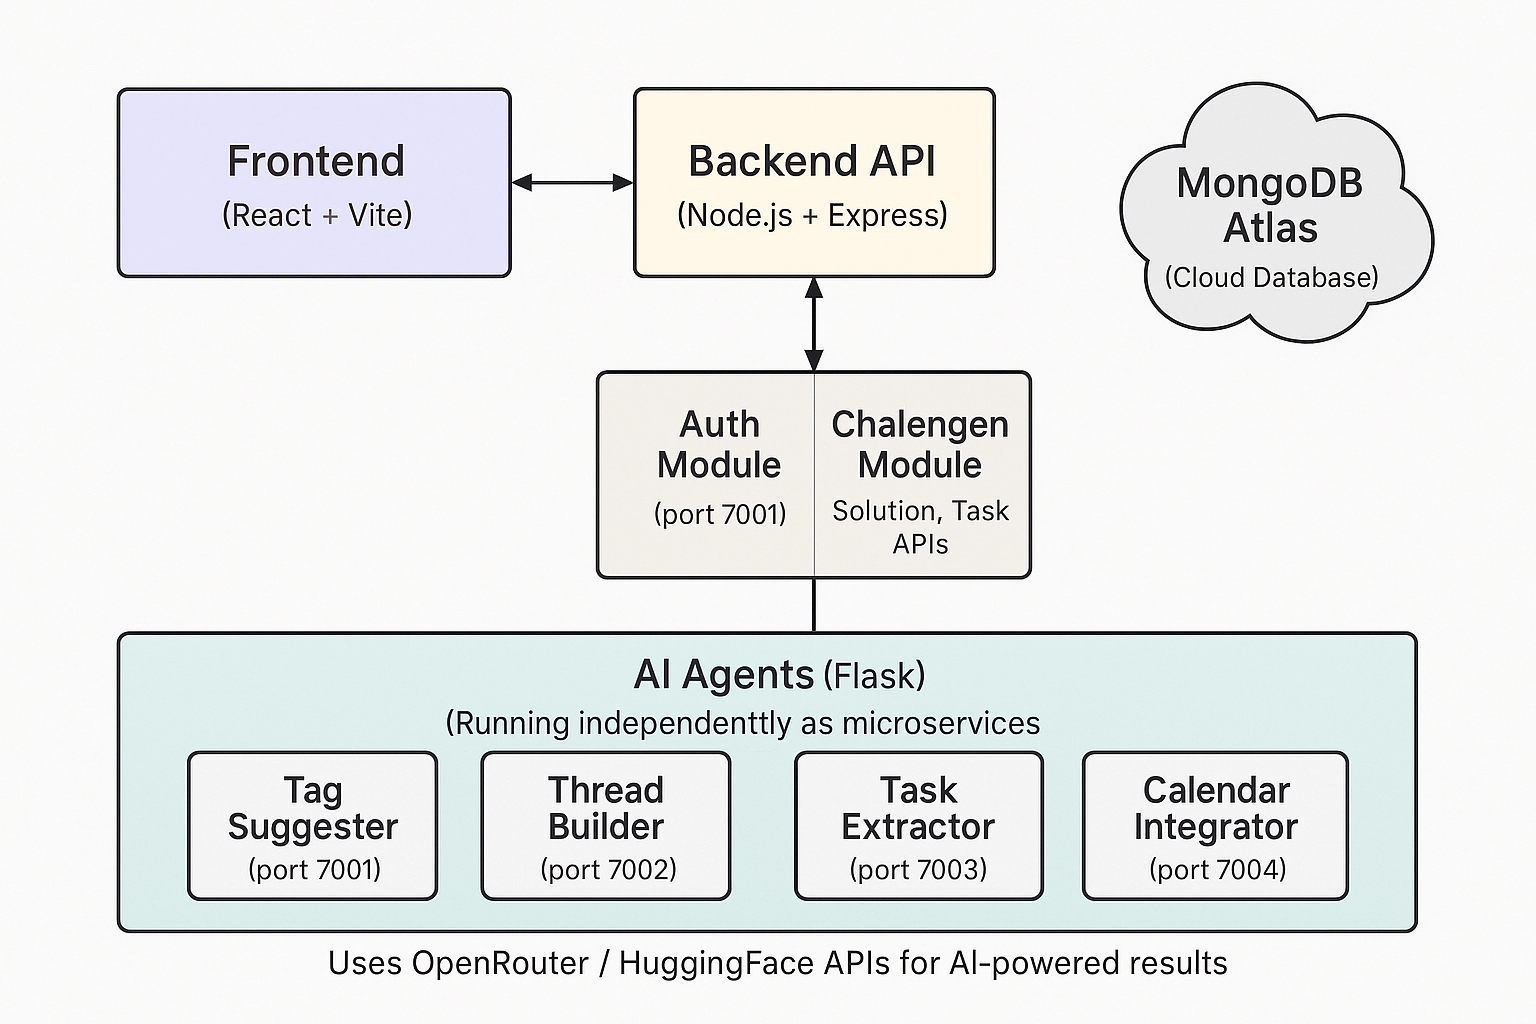 Frontend
(React + Vite)
Backend API
(Node.js + Express)
MongoDB
Atlas
(Cloud Database)
Auth
Module
(port 7001)
Chalengen
Module
Solution, Task
APIs
AI Agents (Flask)
(Running independenttly as microservices
Tag
Suggester
(port 7001)
Thread
Builder
(port 7002)
Task
Extractor
(port 7003)
Calendar
Integrator
(port 7004)
Uses OpenRouter / HuggingFace APIs for AI-powered results